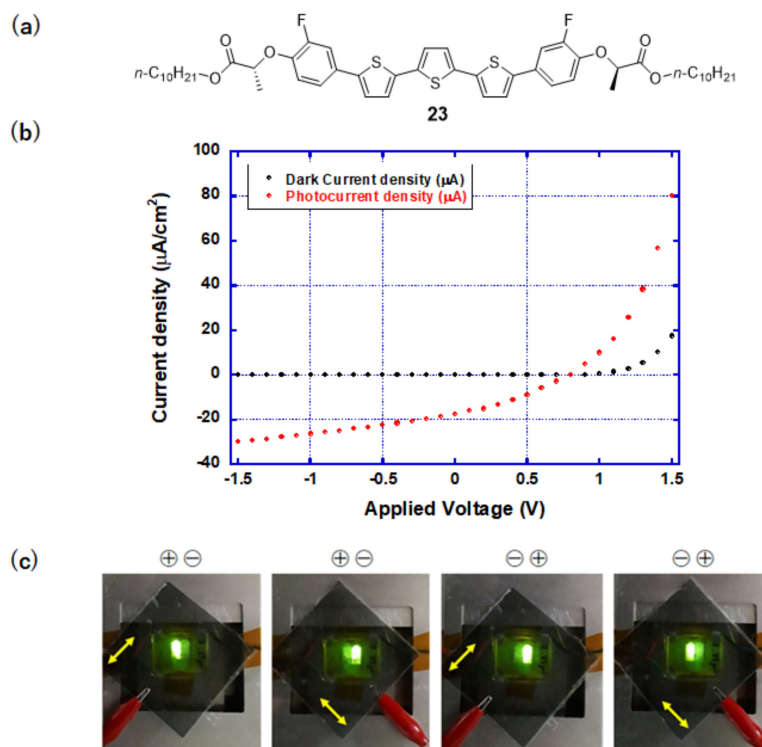 (a)
F F
O O S S S O O
n-C10H21 O O n-C10H21
23
(b)
100
80
60
40
20
0
-20
-40
Current density (μA/cm²)
Dark Current density (μA)
Photocurrent density (μA)
-1.5 -1 -0.5 0 0.5 1 1.5
Applied Voltage (V)
(c)
⊕ ⊖ ⊕ ⊖ ⊖ ⊕ ⊖ ⊕